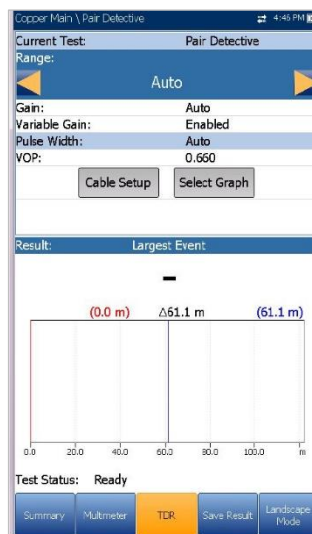 Copper Main \ Pair Detective 4:46 PM
Current Test: Pair Detective
Range:
Auto
Gain: Auto
Variable Gain: Enabled
Pulse Width: Auto
VOP: 0.660
Cable Setup Select Graph
Result: Largest Event
-
(0.0 m) Δ61.1 m (61.1 m)
0.0 20.0 40.0 60.0 80.0 100.0 m
Test Status: Ready
Summary Multimeter TDR Save Result Landscape Mode